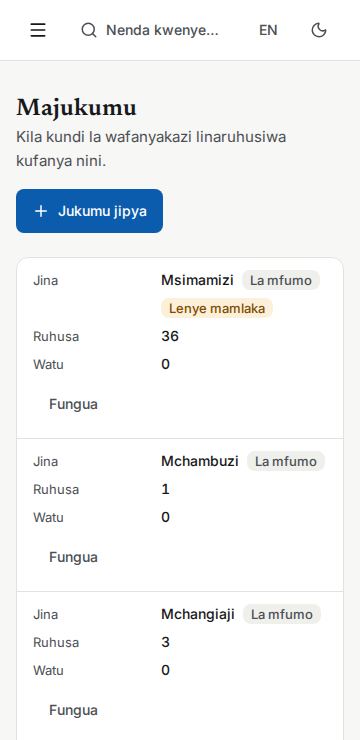 Nenda kwenye... EN
Majukumu
Kila kundi la wafanyakazi linaruhusiwa
kufanya nini.
+ Jukumu jipya
Jina Msimamizi La mfumo
Lenye mamlaka
Ruhusa 36
Watu 0
Fungua
Jina Mchambuzi La mfumo
Ruhusa 1
Watu 0
Fungua
Jina Mchangiaji La mfumo
Ruhusa 3
Watu 0
Fungua